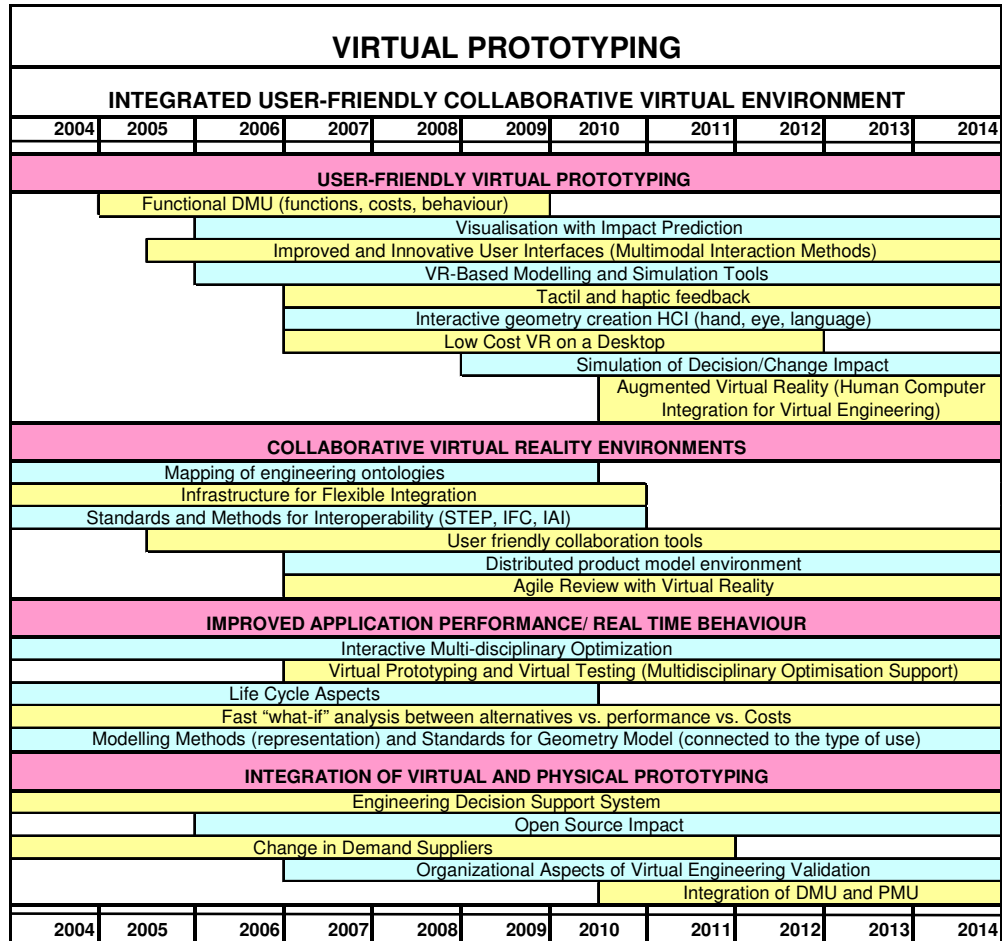 VIRTUAL PROTOTYPING
INTEGRATED USER-FRIENDLY COLLABORATIVE VIRTUAL ENVIRONMENT
2004 2005 2006 2007 2008 2009 2010 2011 2012 2013 2014
USER-FRIENDLY VIRTUAL PROTOTYPING
Functional DMU (functions, costs, behaviour)
Visualisation with Impact Prediction
Improved and Innovative User Interfaces (Multimodal Interaction Methods)
VR-Based Modelling and Simulation Tools
Tactil and haptic feedback
Interactive geometry creation HCI (hand, eye, language)
Low Cost VR on a Desktop
Simulation of Decision/Change Impact
Augmented Virtual Reality (Human Computer
Integration for Virtual Engineering)
COLLABORATIVE VIRTUAL REALITY ENVIRONMENTS
Mapping of engineering ontologies
Infrastructure for Flexible Integration
Standards and Methods for Interoperability (STEP, IFC, IAI)
User friendly collaboration tools
Distributed product model environment
Agile Review with Virtual Reality
IMPROVED APPLICATION PERFORMANCE/ REAL TIME BEHAVIOUR
Interactive Multi-disciplinary Optimization
Virtual Prototyping and Virtual Testing (Multidisciplinary Optimisation Support)
Life Cycle Aspects
Fast “what-if” analysis between alternatives vs. performance vs. Costs
Modelling Methods (representation) and Standards for Geometry Model (connected to the type of use)
INTEGRATION OF VIRTUAL AND PHYSICAL PROTOTYPING
Engineering Decision Support System
Open Source Impact
Change in Demand Suppliers
Organizational Aspects of Virtual Engineering Validation
Integration of DMU and PMU
2004 2005 2006 2007 2008 2009 2010 2011 2012 2013 2014